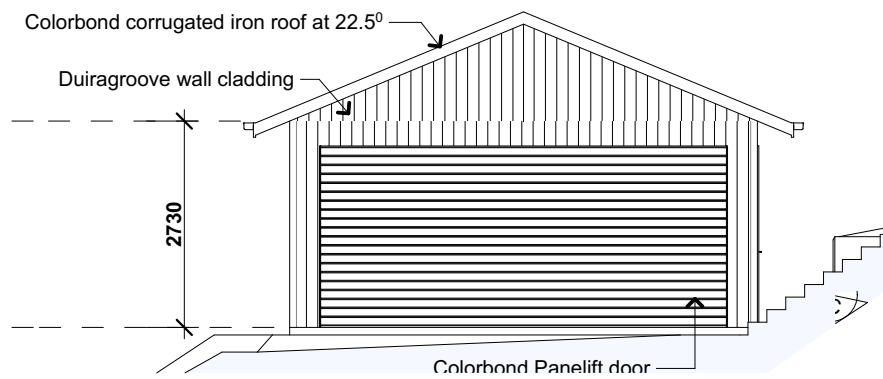 Colorbond corrugated iron roof at 22.5⁰
Duiragroove wall cladding
2730
Colorbond Panelift door